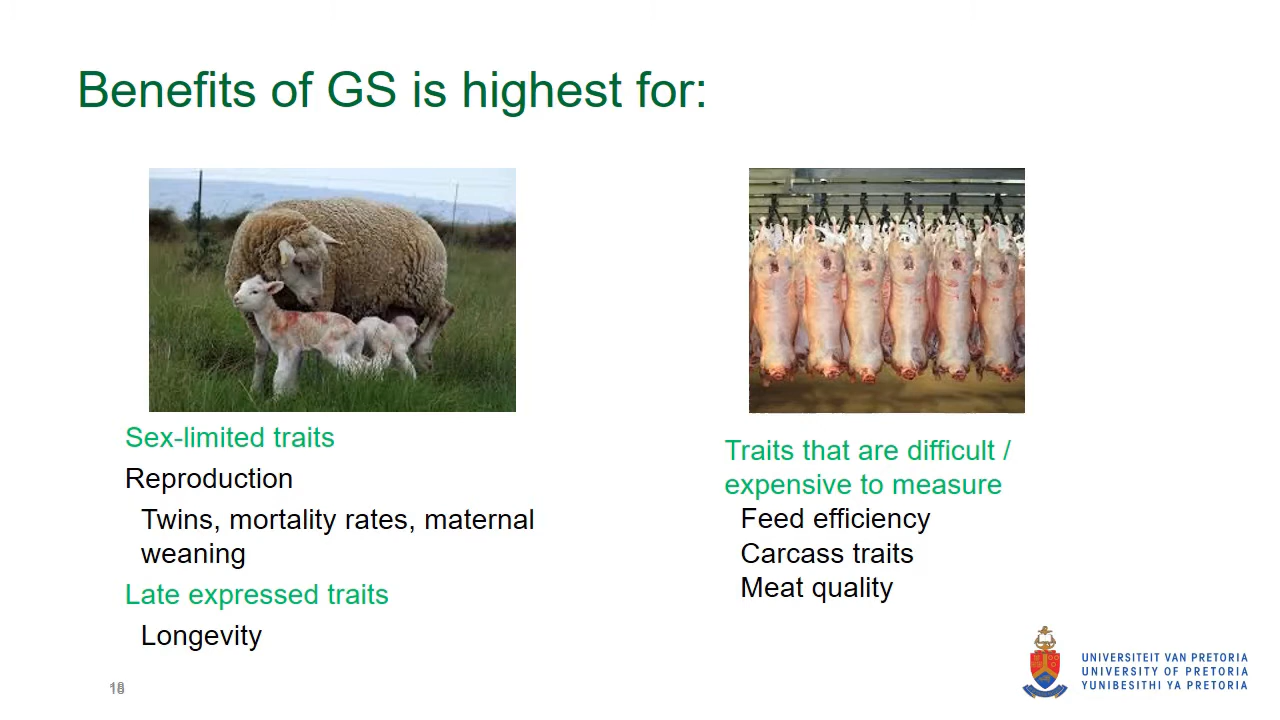 Benefits of GS is highest for:
Sex-limited traits
Reproduction
Twins, mortality rates, maternal
weaning
Late expressed traits
Longevity
Traits that are difficult /
expensive to measure
Feed efficiency
Carcass traits
Meat quality
UNIVERSITEIT VAN PRETORIA
UNIVERSITY OF PRETORIA
YUNIBESITHI YA PRETORIA